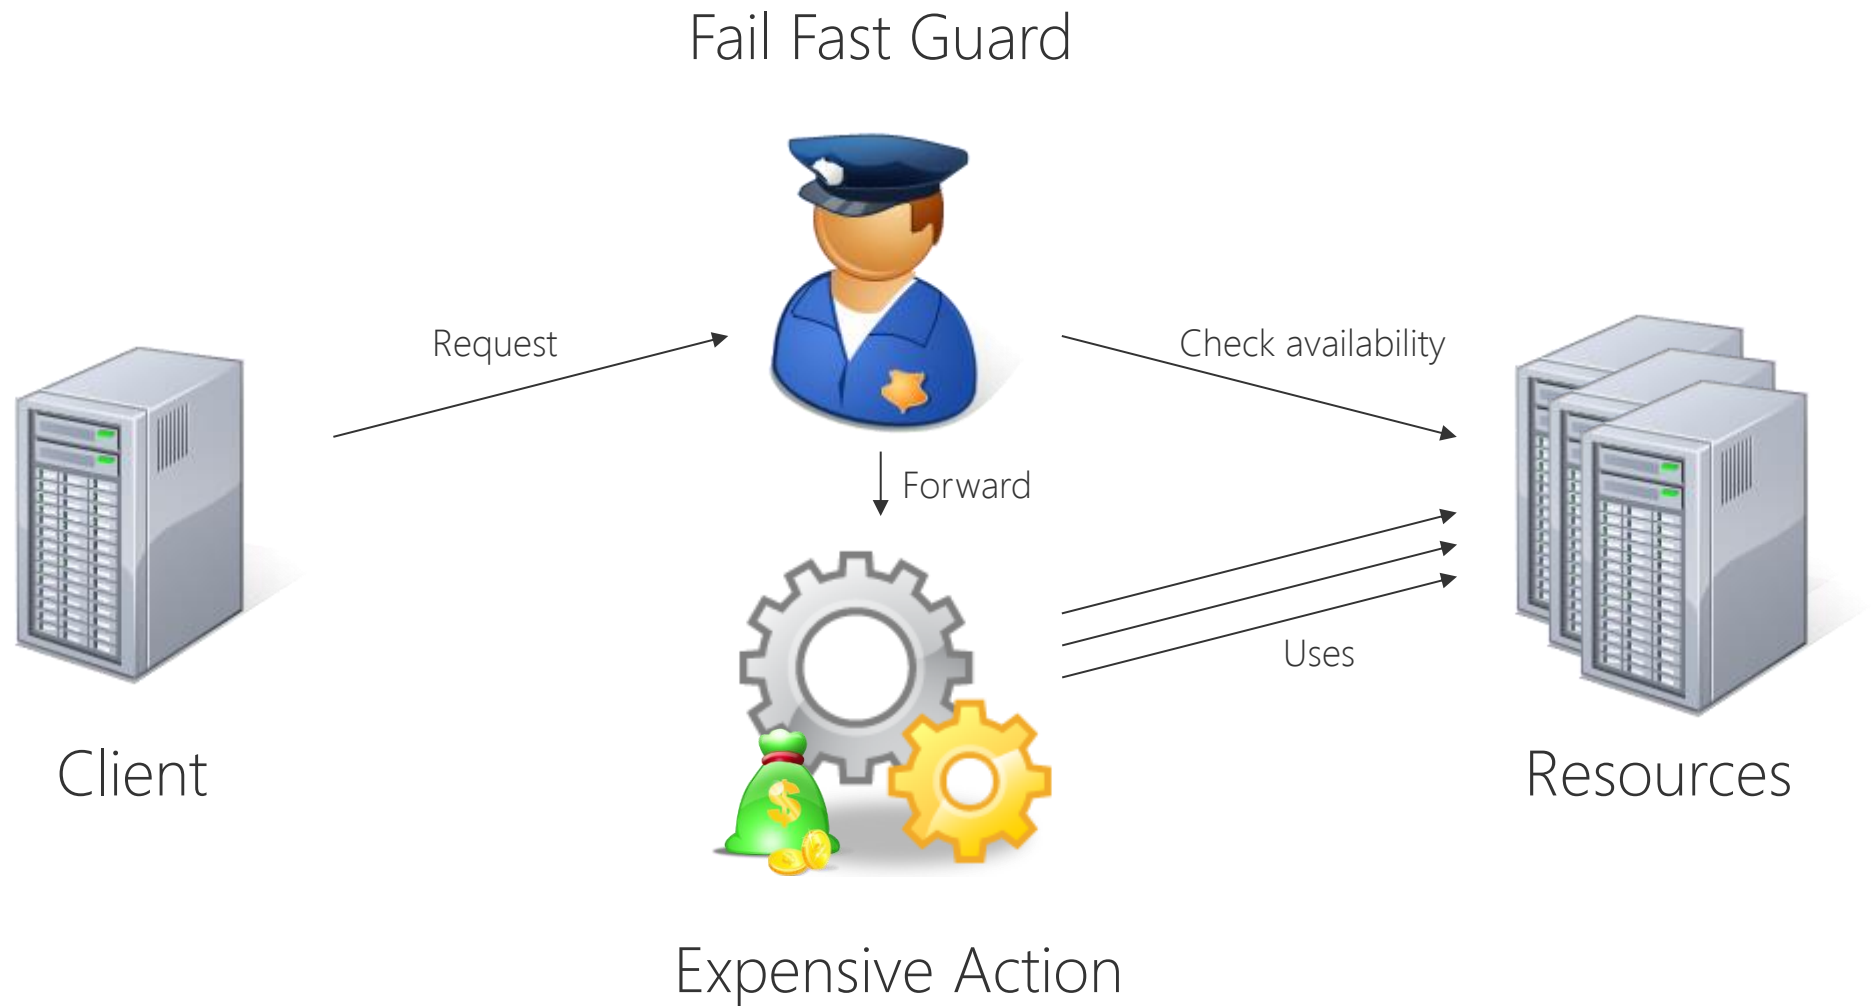 Fail Fast Guard
Request
Check availability
Forward
Uses
Client
Resources
Expensive Action